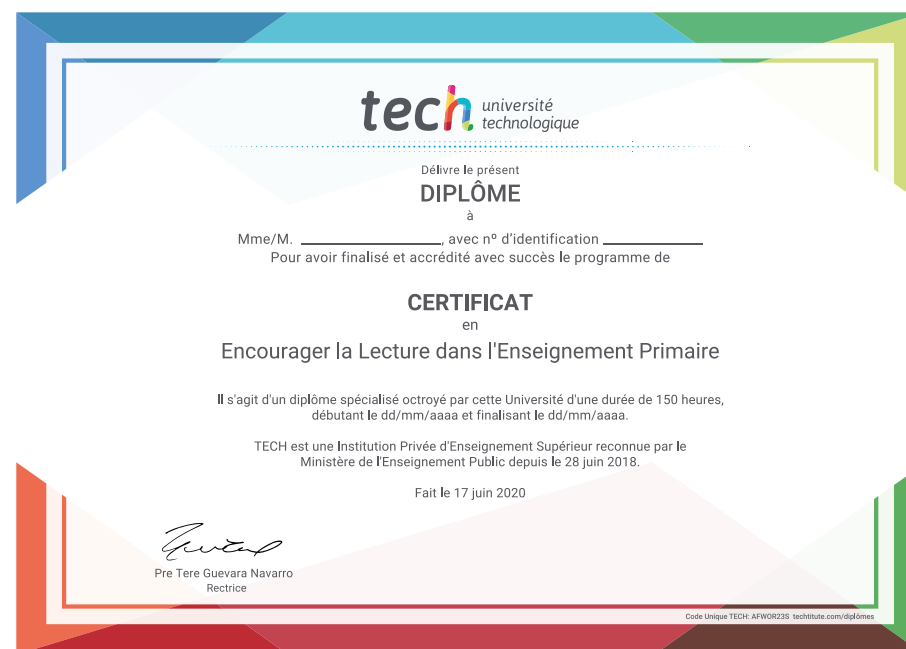 tech université
technologique
Délivre le présent
DIPLÔME
à
Mme/M. ____________________, avec nº d'identification ______________
Pour avoir finalisé et accrédité avec succès le programme de
CERTIFICAT
en
Encourager la Lecture dans l'Enseignement Primaire
Il s'agit d'un diplôme spécialisé octroyé par cette Université d'une durée de 150 heures,
débutant le dd/mm/aaaa et finalisant le dd/mm/aaaa.
TECH est une Institution Privée d'Enseignement Supérieur reconnue par le
Ministère de l'Enseignement Public depuis le 28 juin 2018.
Fait le 17 juin 2020
Pre Tere Guevara Navarro
Rectrice
Code Unique TECH: AFWOR23S techtitute.com/diplômes